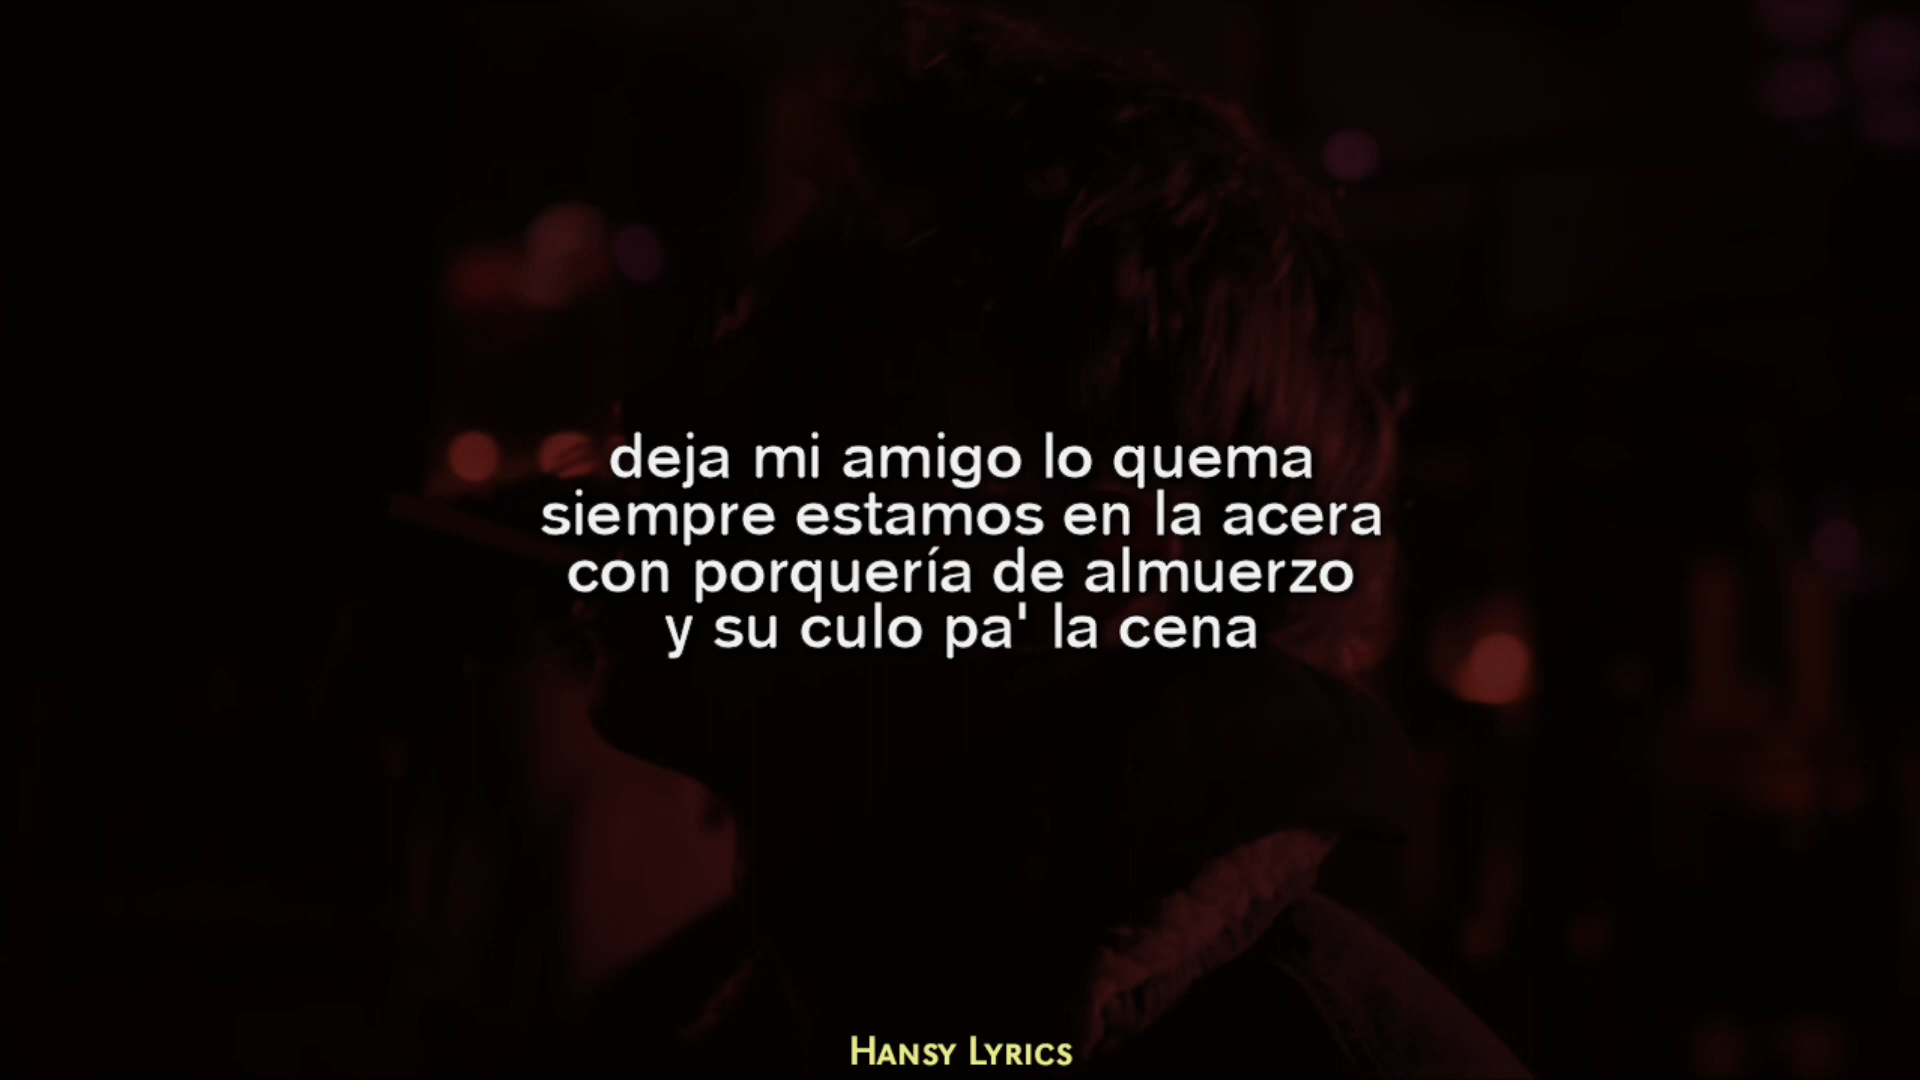 deja mi amigo lo quema
siempre estamos en la acera
con porquería de almuerzo
y su culo pa' la cena
Hansy Lyrics